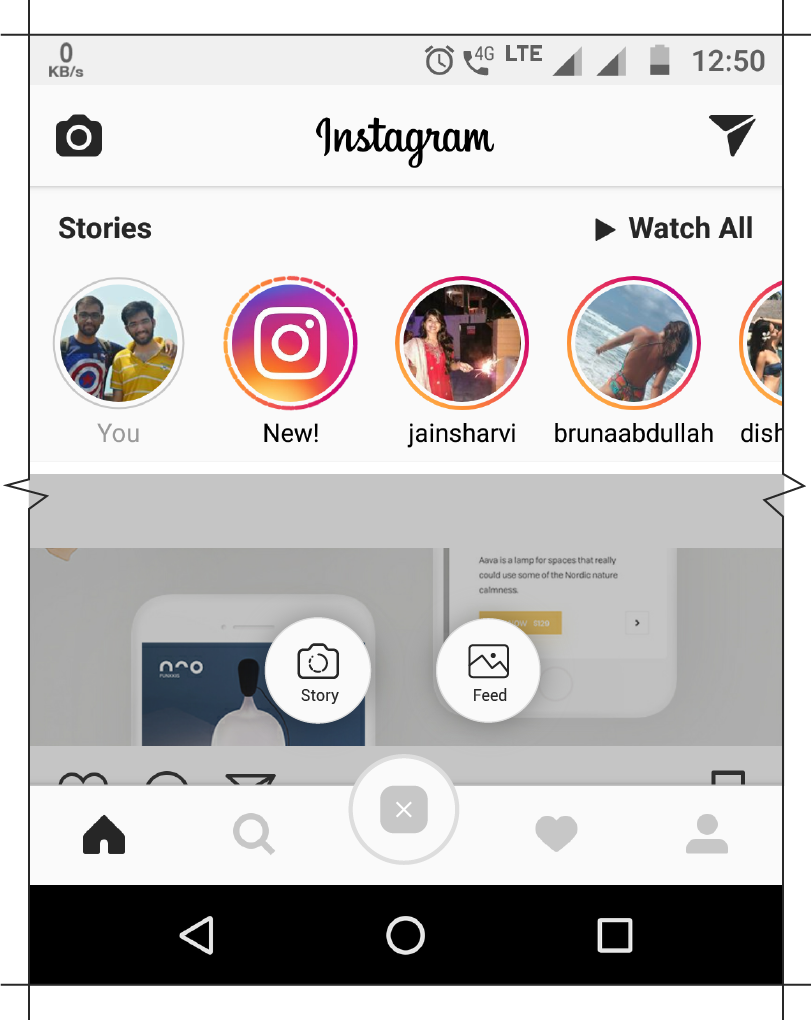 0
KB/s
4G
LTE
12:50
Instagram
Stories
Watch All
You
New!
jainsharvi
brunaabdullah
dish
Aava is a lamp for spaces that really
could use some of the Nordic nature
calmness.
$129
Story
Feed